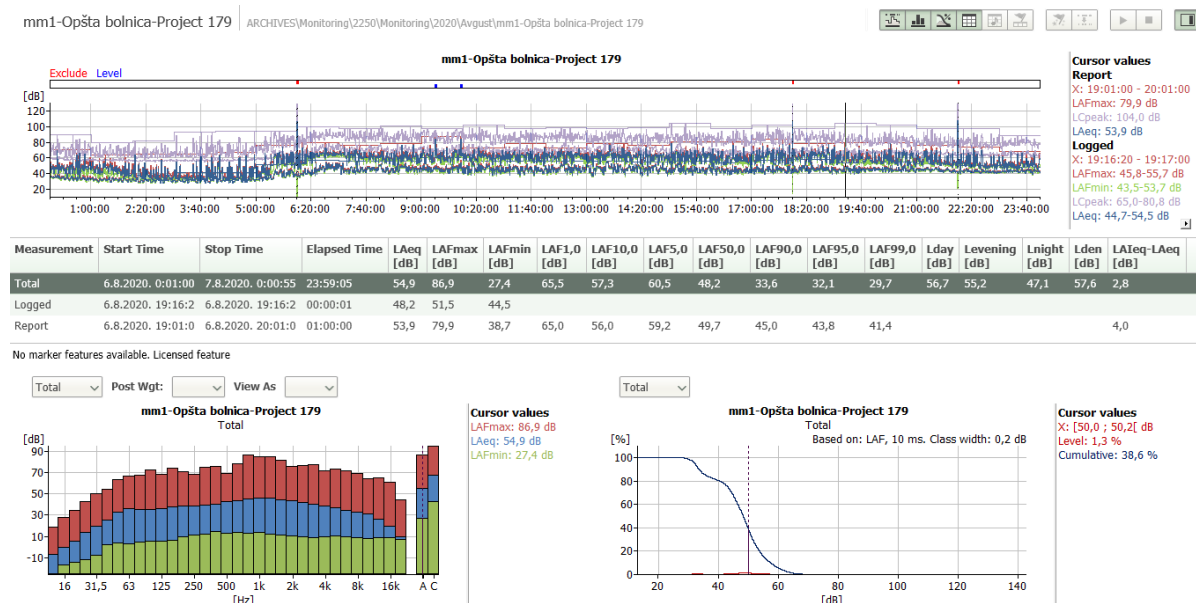 mm1-Opšta bolnica-Project 179 ARCHIVES\Monitoring\2250\Monitoring\2020\Avgust\mm1-Opšta bolnica-Project 179
mm1-Opšta bolnica-Project 179
Exclude Level
[dB]
120
100
80
60
40
20
1:00:00 2:20:00 3:40:00 5:00:00 6:20:00 7:40:00 9:00:00 10:20:00 11:40:00 13:00:00 14:20:00 15:40:00 17:00:00 18:20:00 19:40:00 21:00:00 22:20:00 23:40:00
Cursor values
Report
X: 19:01:00 - 20:01:00
LAFmax: 79,9 dB
LCpeak: 104,0 dB
LAeq: 53,9 dB
Logged
X: 19:16:20 - 19:17:00
LAFmax: 45,8-55,7 dB
LAFmin: 43,5-53,7 dB
LCpeak: 65,0-80,8 dB
LAeq: 44,7-54,5 dB
Measurement Start Time Stop Time Elapsed Time LAeq LAFmax LAFmin LAF1,0 LAF10,0 LAF5,0 LAF50,0 LAF90,0 LAF95,0 LAF99,0 Lday Levening Lnight Lden LAIeq-LAeq
[dB] [dB] [dB] [dB] [dB] [dB] [dB] [dB] [dB] [dB] [dB] [dB] [dB] [dB] [dB]
Total 6.8.2020. 0:01:00 7.8.2020. 0:00:55 23:59:05 54,9 86,9 27,4 65,5 57,3 60,5 48,2 33,6 32,1 29,7 56,7 55,2 47,1 57,6 2,8
Logged 6.8.2020. 19:16:2 6.8.2020. 19:16:2 00:00:01 48,2 51,5 44,5
Report 6.8.2020. 19:01:0 6.8.2020. 20:01:0 01:00:00 53,9 79,9 38,7 65,0 56,0 59,2 49,7 45,0 43,8 41,4 4,0
No marker features available. Licensed feature
Total Post Wgt: View As
mm1-Opšta bolnica-Project 179
Total
[dB]
90
70
50
30
10
-10
16 31,5 63 125 250 500 1k 2k 4k 8k 16k A C
[Hz]
Cursor values
LAFmax: 86,9 dB
LAeq: 54,9 dB
LAFmin: 27,4 dB
Total
mm1-Opšta bolnica-Project 179
Total
[%] Based on: LAF, 10 ms. Class width: 0,2 dB
100
80
60
40
20
0
20 40 60 80 100 120 140
[dB]
Cursor values
X: [50,0 ; 50,2[ dB
Level: 1,3 %
Cumulative: 38,6 %